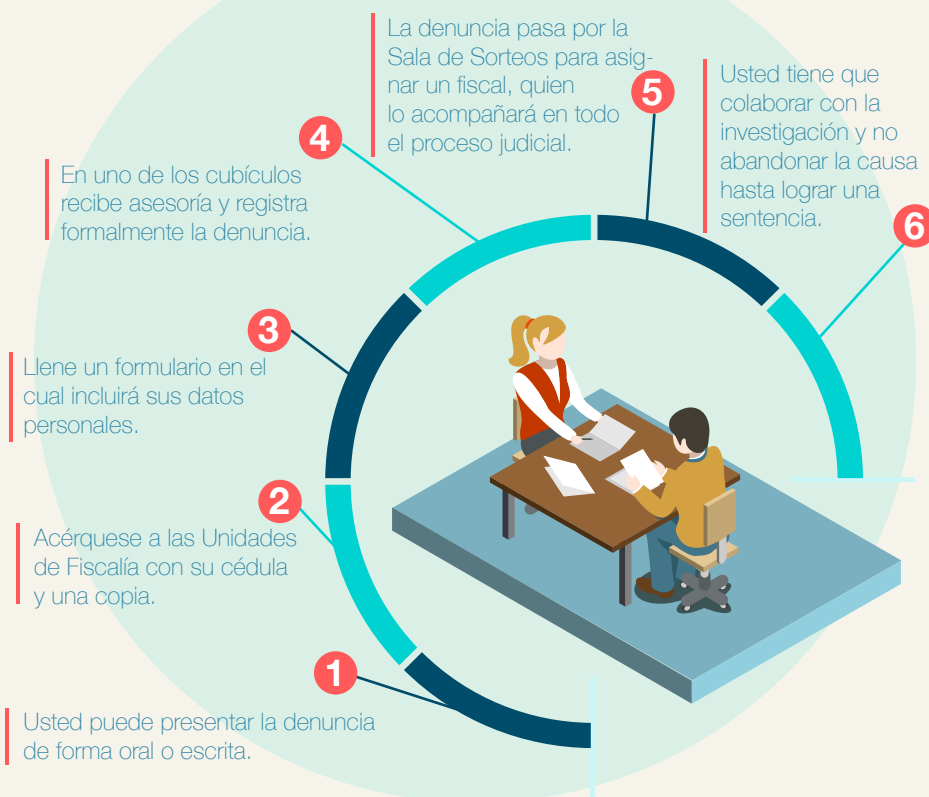 1
Usted puede presentar la denuncia
de forma oral o escrita.
2
Acérquese a las Unidades
de Fiscalía con su cédula
y una copia.
3
Llene un formulario en el
cual incluirá sus datos
personales.
4
En uno de los cubículos
recibe asesoría y registra
formalmente la denuncia.
5
La denuncia pasa por la
Sala de Sorteos para asig-
nar un fiscal, quien
lo acompañará en todo
el proceso judicial.
6
Usted tiene que
colaborar con la
investigación y no
abandonar la causa
hasta lograr una
sentencia.